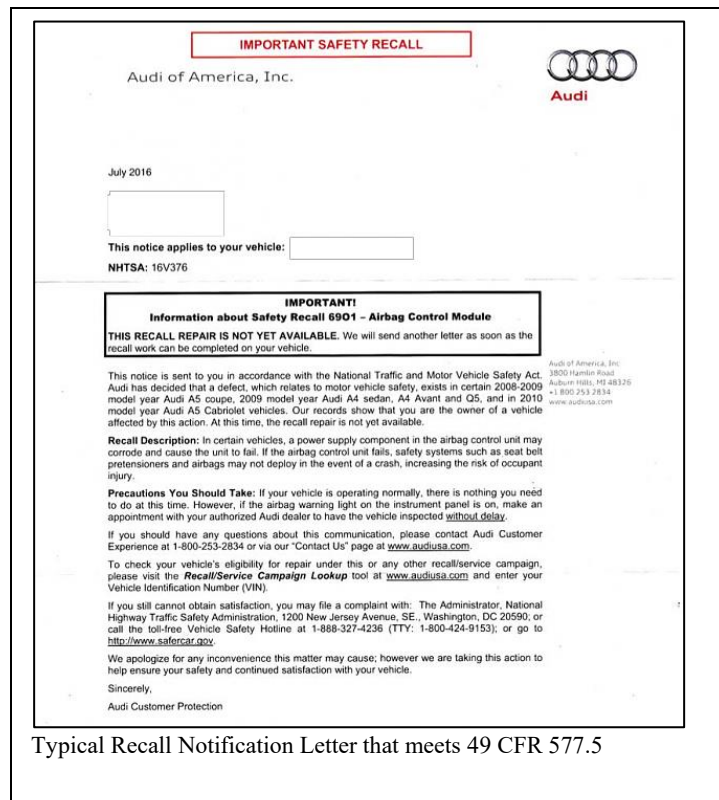 IMPORTANT SAFETY RECALL
Audi of America, Inc.
Audi
July 2016
This notice applies to your vehicle:
NHTSA: 16V376
IMPORTANT!
Information about Safety Recall 69O1 – Airbag Control Module
THIS RECALL REPAIR IS NOT YET AVAILABLE. We will send another letter as soon as the
recall work can be completed on your vehicle.
Audi of America, Inc.
3800 Hamlin Road
Auburn Hills, MI 48326
+1 800 253 2834
www.audiusa.com
This notice is sent to you in accordance with the National Traffic and Motor Vehicle Safety Act.
Audi has decided that a defect, which relates to motor vehicle safety, exists in certain 2008-2009
model year Audi A5 coupe, 2009 model year Audi A4 sedan, A4 Avant and Q5, and in 2010
model year Audi A5 Cabriolet vehicles. Our records show that you are the owner of a vehicle
affected by this action. At this time, the recall repair is not yet available.
Recall Description: In certain vehicles, a power supply component in the airbag control unit may
corrode and cause the unit to fail. If the airbag control unit fails, safety systems such as seat belt
pretensioners and airbags may not deploy in the event of a crash, increasing the risk of occupant
injury.
Precautions You Should Take: If your vehicle is operating normally, there is nothing you need
to do at this time. However, if the airbag warning light on the instrument panel is on, make an
appointment with your authorized Audi dealer to have the vehicle inspected without delay.
If you should have any questions about this communication, please contact Audi Customer
Experience at 1-800-253-2834 or via our “Contact Us” page at www.audiusa.com.
To check your vehicle's eligibility for repair under this or any other recall/service campaign,
please visit the Recall/Service Campaign Lookup tool at www.audiusa.com and enter your
Vehicle Identification Number (VIN).
If you still cannot obtain satisfaction, you may file a complaint with: The Administrator, National
Highway Traffic Safety Administration, 1200 New Jersey Avenue, SE., Washington, DC 20590; or
call the toll-free Vehicle Safety Hotline at 1-888-327-4236 (TTY: 1-800-424-9153); or go to
http://www.safercar.gov.
We apologize for any inconvenience this matter may cause; however we are taking this action to
help ensure your safety and continued satisfaction with your vehicle.
Sincerely,
Audi Customer Protection
Typical Recall Notification Letter that meets 49 CFR 577.5